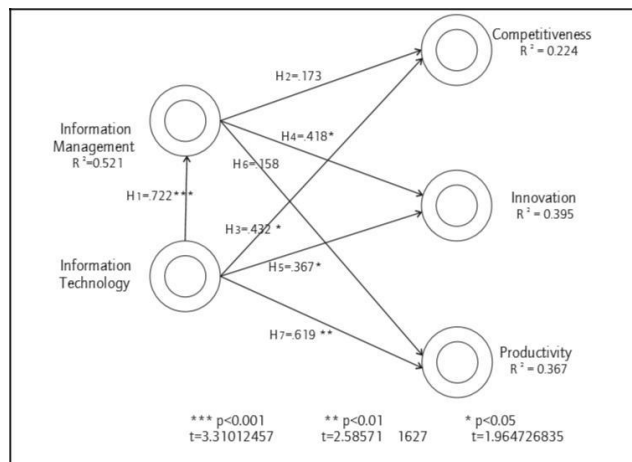 Competitiveness
R² = 0.224
H2=.173
Information
Management
R²=0.521
H4=.418*
H6=.158
H1=.722***
Innovation
R² = 0.395
H3=.432 *
Information
Technology
H5=.367*
H7=.619 **
Productivity
R² = 0.367
*** p<0.001 ** p<0.01 * p<0.05
t=3.31012457 t=2.58571 1627 t=1.964726835